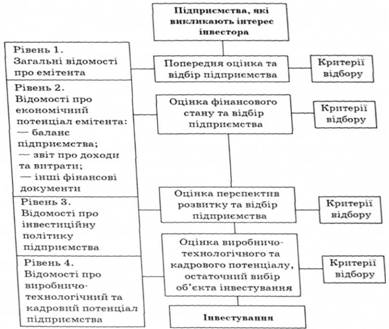 Підприємства, які
викликають інтерес
інвестора
Рівень 1.
Загальні відомості
про емітента
Попередня оцінка та
відбір підприємства
Критерії
відбору
Рівень 2.
Відомості про
економічний
потенціал емітента:
— баланс
підприємства;
— звіт про доходи
та витрати;
— інші фінансові
документи
Оцінка фінансового
стану та відбір
підприємства
Критерії
відбору
Рівень 3.
Відомості про
інвестиційну
політику
підприємства
Оцінка перспектив
розвитку та відбір
підприємства
Критерії
відбору
Рівень 4.
Відомості про
виробничо-
технологічний та
кадровий потенціал
підприємства
Оцінка виробничо-
технологічного та
кадрового потенціалу,
остаточний вибір
об’єкта інвестування
Критерії
відбору
Інвестування